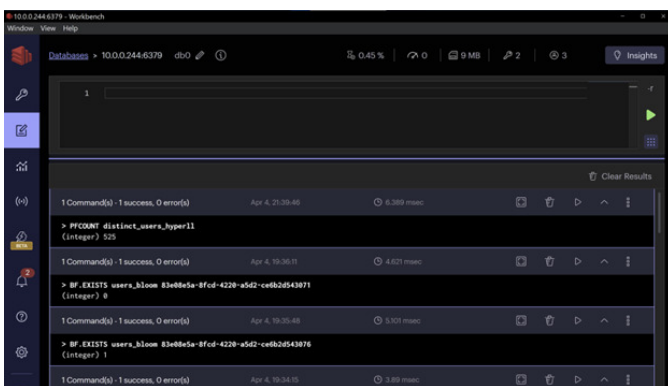 10.0.0.244:6379 - Workbench
Window View Help
Databases > 10.0.0.244:6379 db0 0.45 % 0 9 MB 2 3 Insights
1
Clear Results
1 Command(s) - 1 success, 0 error(s) Apr 4, 21:39:46 6.389 msec
> PFCOUNT distinct_users_hyperll
(integer) 525
BETA
1 Command(s) - 1 success, 0 error(s) Apr 4, 19:36:11 4.821 msec
> BF.EXISTS users_bloom 83e08e5a-8fcd-4220-a5d2-ce6b2d543071
(integer) 0
2
1 Command(s) - 1 success, 0 error(s) Apr 4, 19:35:48 5.101 msec
> BF.EXISTS users_bloom 83e08e5a-8fcd-4220-a5d2-ce6b2d543076
(integer) 1
1 Command(s) - 1 success, 0 error(s) Apr 4, 19:34:15 3.89 msec